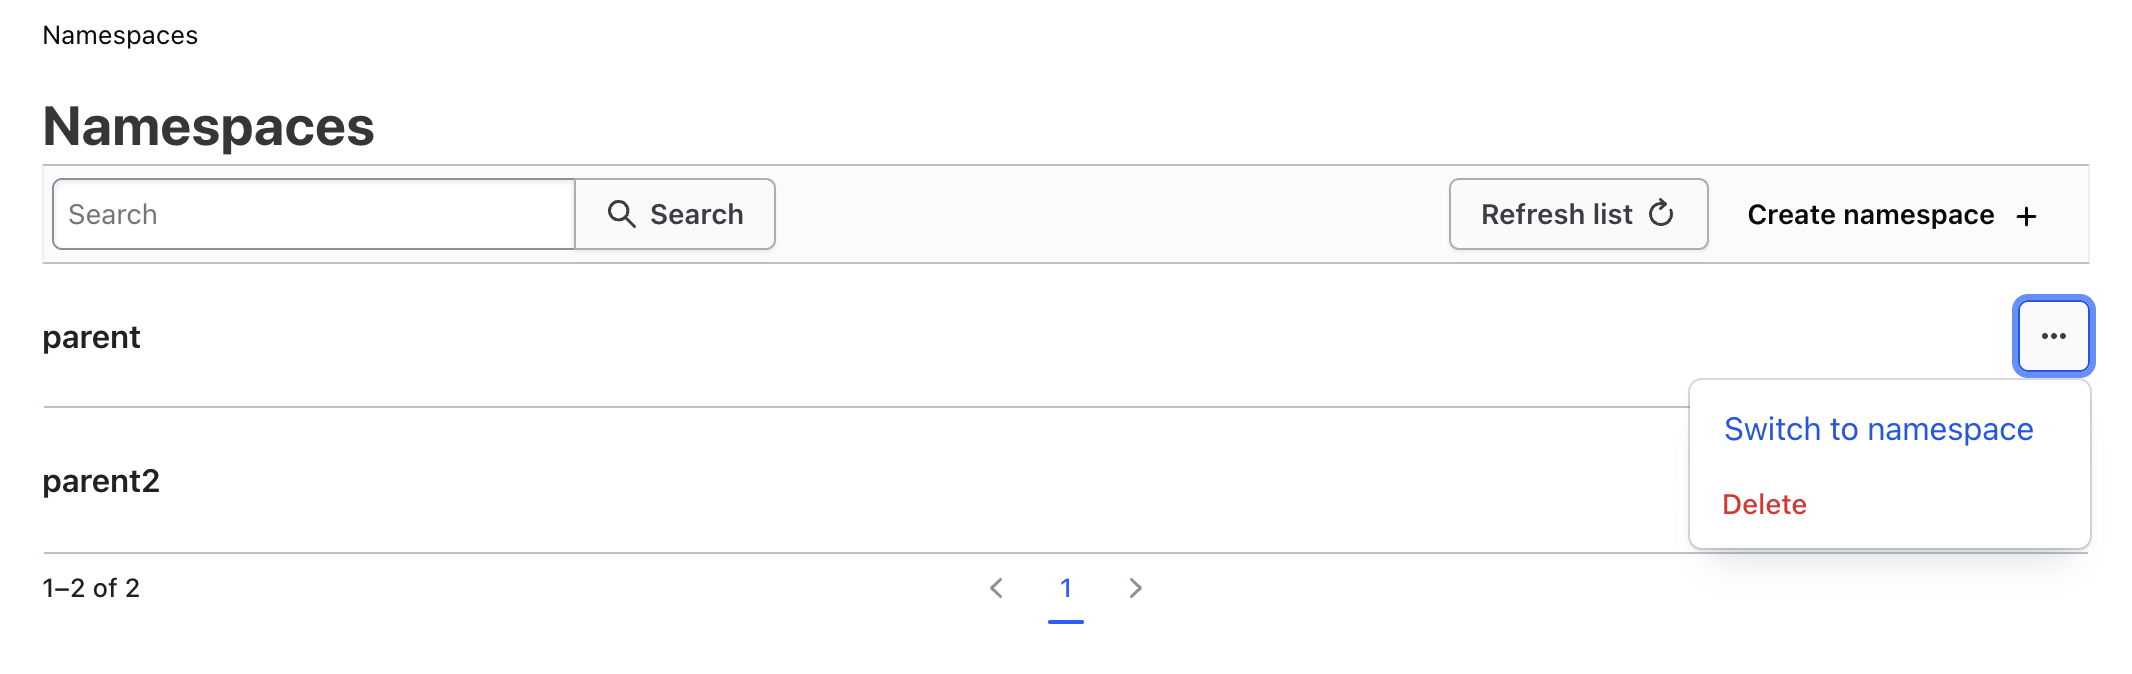 Namespaces
Namespaces
Search
Search
Refresh list
Create namespace +
parent
Switch to namespace
parent2
Delete
1–2 of 2
1